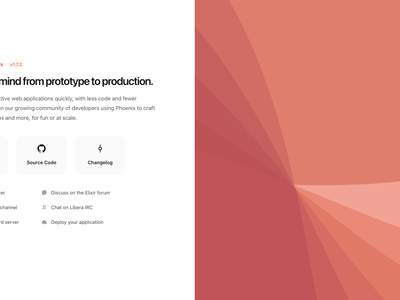 v1.7.2
mind from prototype to production.
ctive web applications quickly, with less code and fewer
n our growing community of developers using Phoenix to craft
s and more, for fun or at scale.
Source Code
Changelog
Discuss on the Elixir forum
channel
# Chat on Libera IRC
rd server
Deploy your application